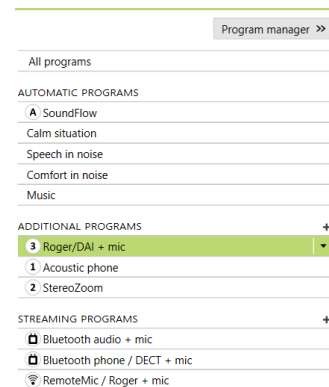 Program manager >>
All programs
AUTOMATIC PROGRAMS
A SoundFlow
Calm situation
Speech in noise
Comfort in noise
Music
ADDITIONAL PROGRAMS +
3 Roger/DAI + mic
1 Acoustic phone
2 StereoZoom
STREAMING PROGRAMS +
Bluetooth audio + mic
Bluetooth phone / DECT + mic
RemoteMic / Roger + mic